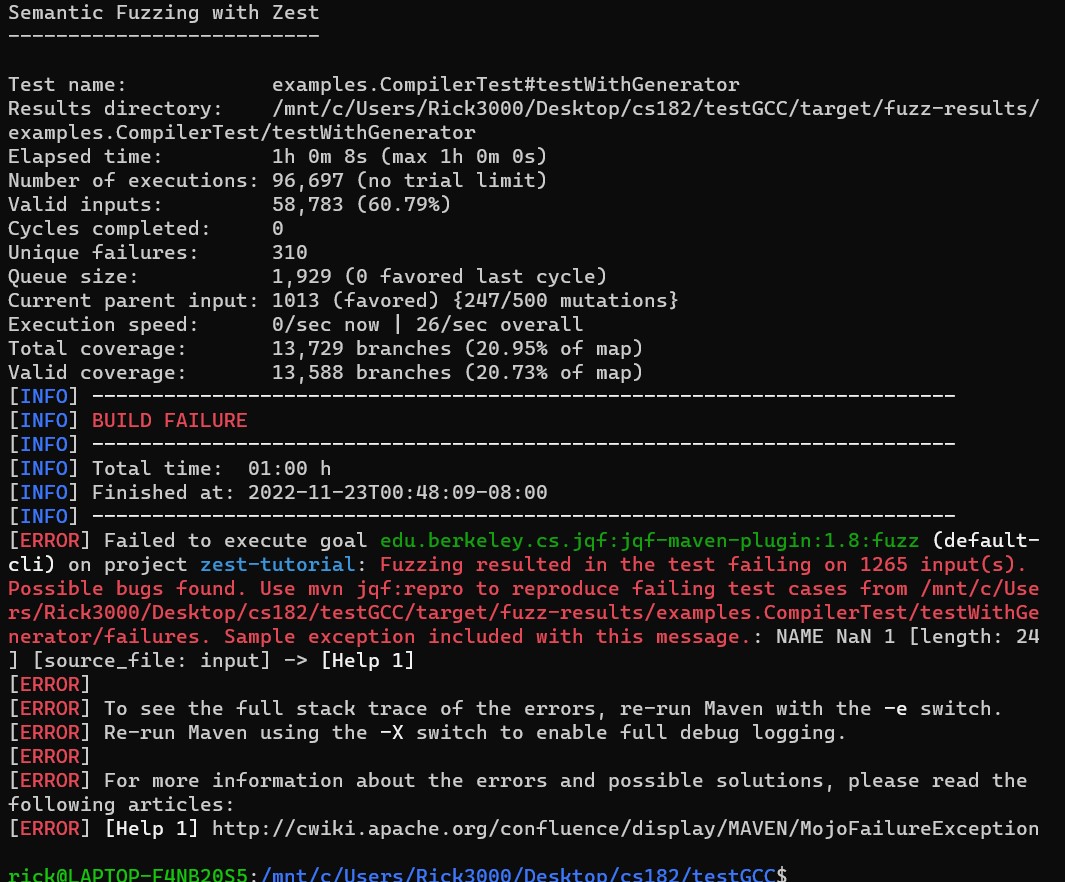 Semantic Fuzzing with Zest
--------------------------
Test name:            examples.CompilerTest#testWithGenerator
Results directory:    /mnt/c/Users/Rick3000/Desktop/cs182/testGCC/target/fuzz-results/
examples.CompilerTest/testWithGenerator
Elapsed time:         1h 0m 8s (max 1h 0m 0s)
Number of executions: 96,697 (no trial limit)
Valid inputs:         58,783 (60.79%)
Cycles completed:     0
Unique failures:      310
Queue size:           1,929 (0 favored last cycle)
Current parent input: 1013 (favored) {247/500 mutations}
Execution speed:      0/sec now | 26/sec overall
Total coverage:       13,729 branches (20.95% of map)
Valid coverage:       13,588 branches (20.73% of map)
[INFO] ------------------------------------------------------------------------
[INFO] BUILD FAILURE
[INFO] ------------------------------------------------------------------------
[INFO] Total time:  01:00 h
[INFO] Finished at: 2022-11-23T00:48:09-08:00
[INFO] ------------------------------------------------------------------------
[ERROR] Failed to execute goal edu.berkeley.cs.jqf:jqf-maven-plugin:1.8:fuzz (default-
cli) on project zest-tutorial: Fuzzing resulted in the test failing on 1265 input(s).
Possible bugs found. Use mvn jqf:repro to reproduce failing test cases from /mnt/c/Use
rs/Rick3000/Desktop/cs182/testGCC/target/fuzz-results/examples.CompilerTest/testWithGe
nerator/failures. Sample exception included with this message.: NAME NaN 1 [length: 24
] [source_file: input] -> [Help 1]
[ERROR]
[ERROR] To see the full stack trace of the errors, re-run Maven with the -e switch.
[ERROR] Re-run Maven using the -X switch to enable full debug logging.
[ERROR]
[ERROR] For more information about the errors and possible solutions, please read the
following articles:
[ERROR] [Help 1] http://cwiki.apache.org/confluence/display/MAVEN/MojoFailureException
rick@LAPTOP-F4NB20S5:/mnt/c/Users/Rick3000/Desktop/cs182/testGCC$